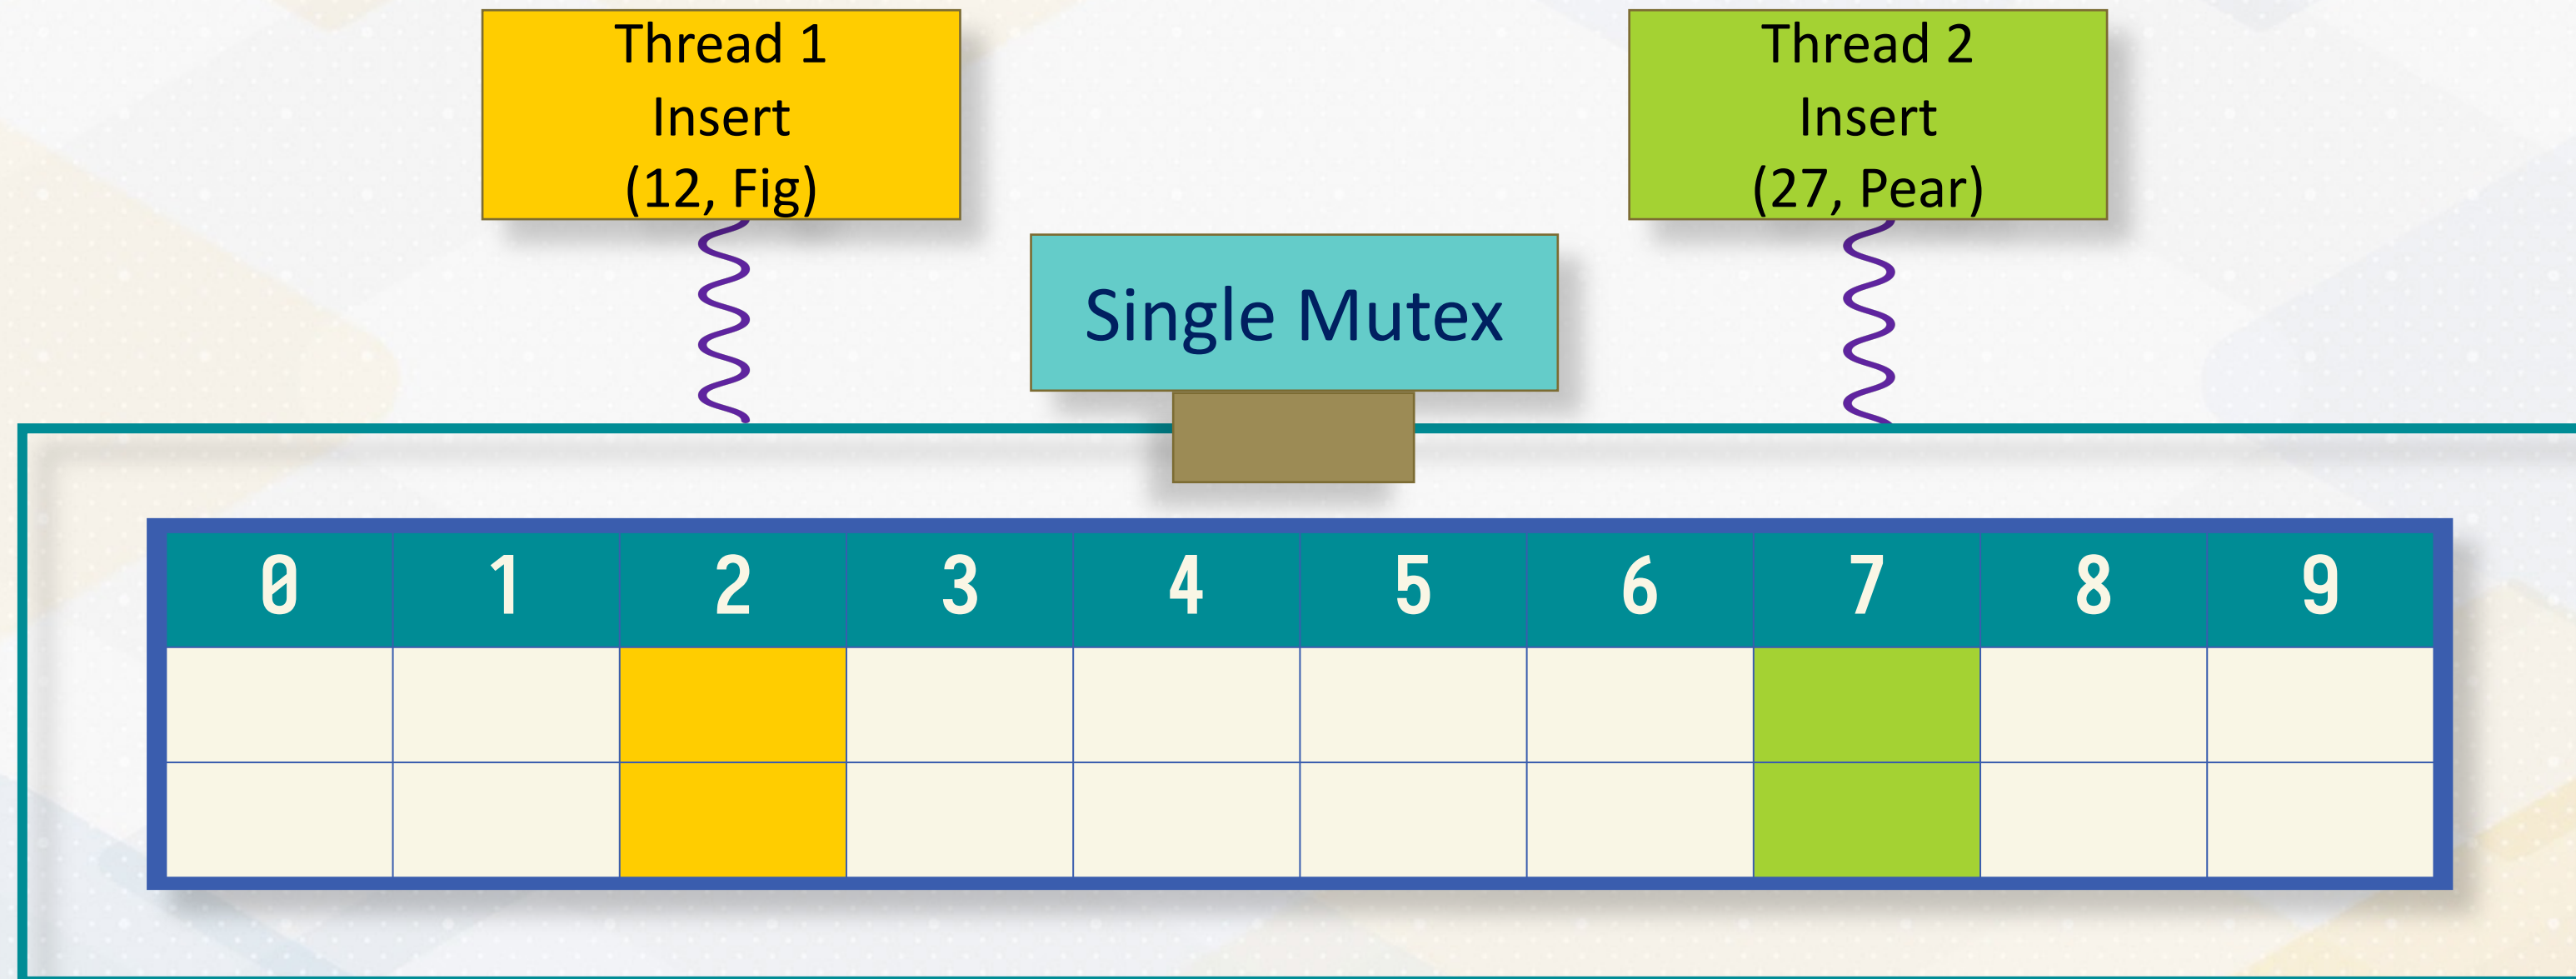 Thread 1
Insert
(12, Fig)
Thread 2
Insert
(27, Pear)
Single Mutex
0 1 2 3 4 5 6 7 8 9